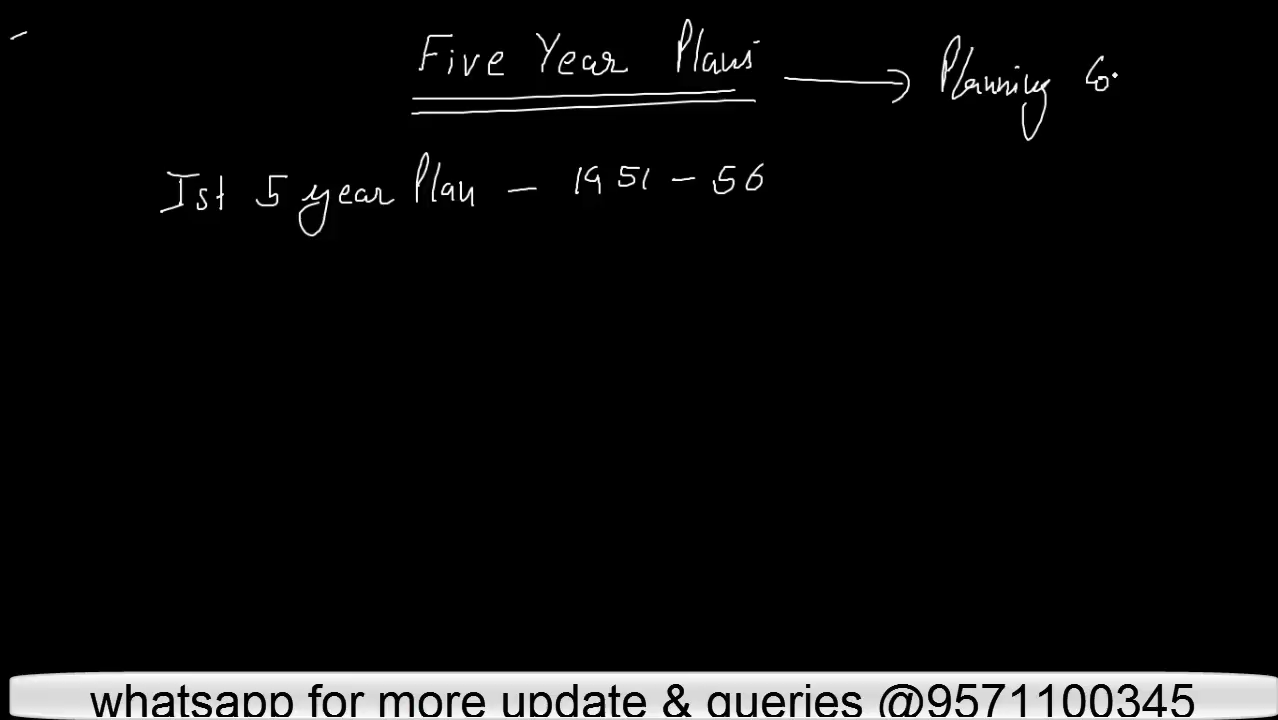 Five Year Plans → Planning Co.
Ist 5 year Plan - 1951-56
whatsapp for more update & queries @9571100345